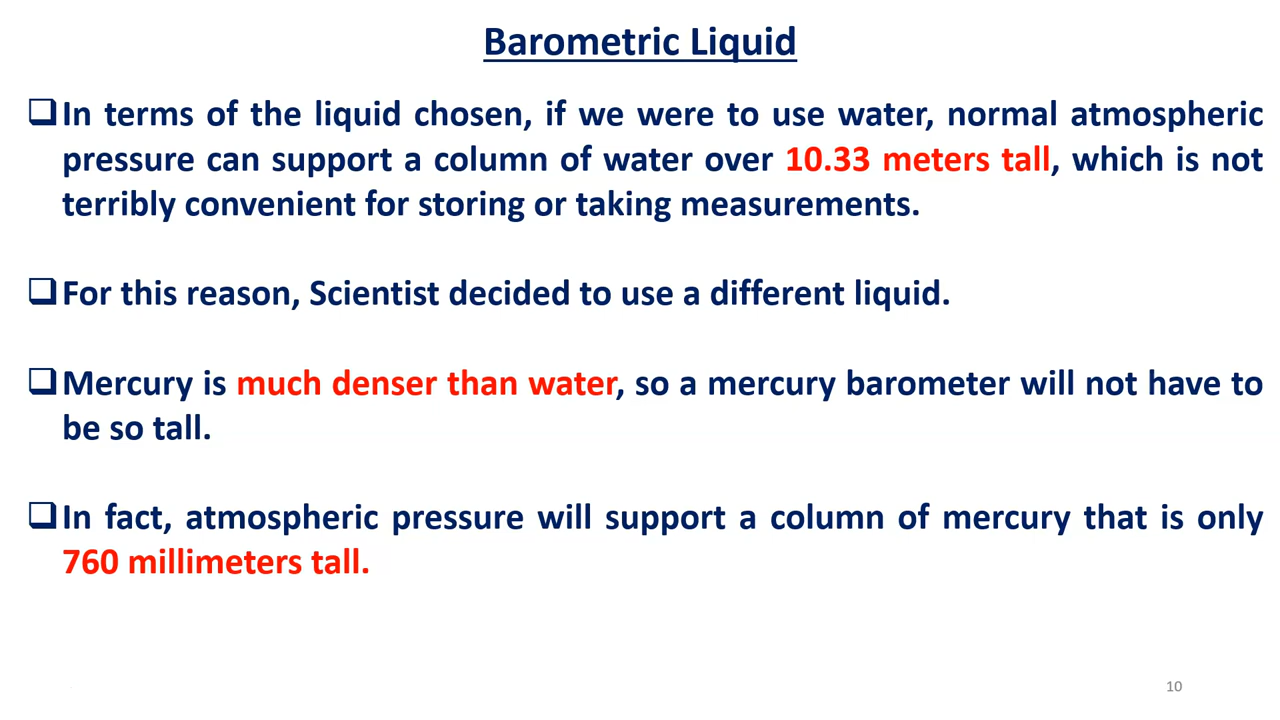 Barometric Liquid
❑In terms of the liquid chosen, if we were to use water, normal atmospheric
pressure can support a column of water over 10.33 meters tall, which is not
terribly convenient for storing or taking measurements.
❑For this reason, Scientist decided to use a different liquid.
❑Mercury is much denser than water, so a mercury barometer will not have to
be so tall.
❑In fact, atmospheric pressure will support a column of mercury that is only
760 millimeters tall.
10